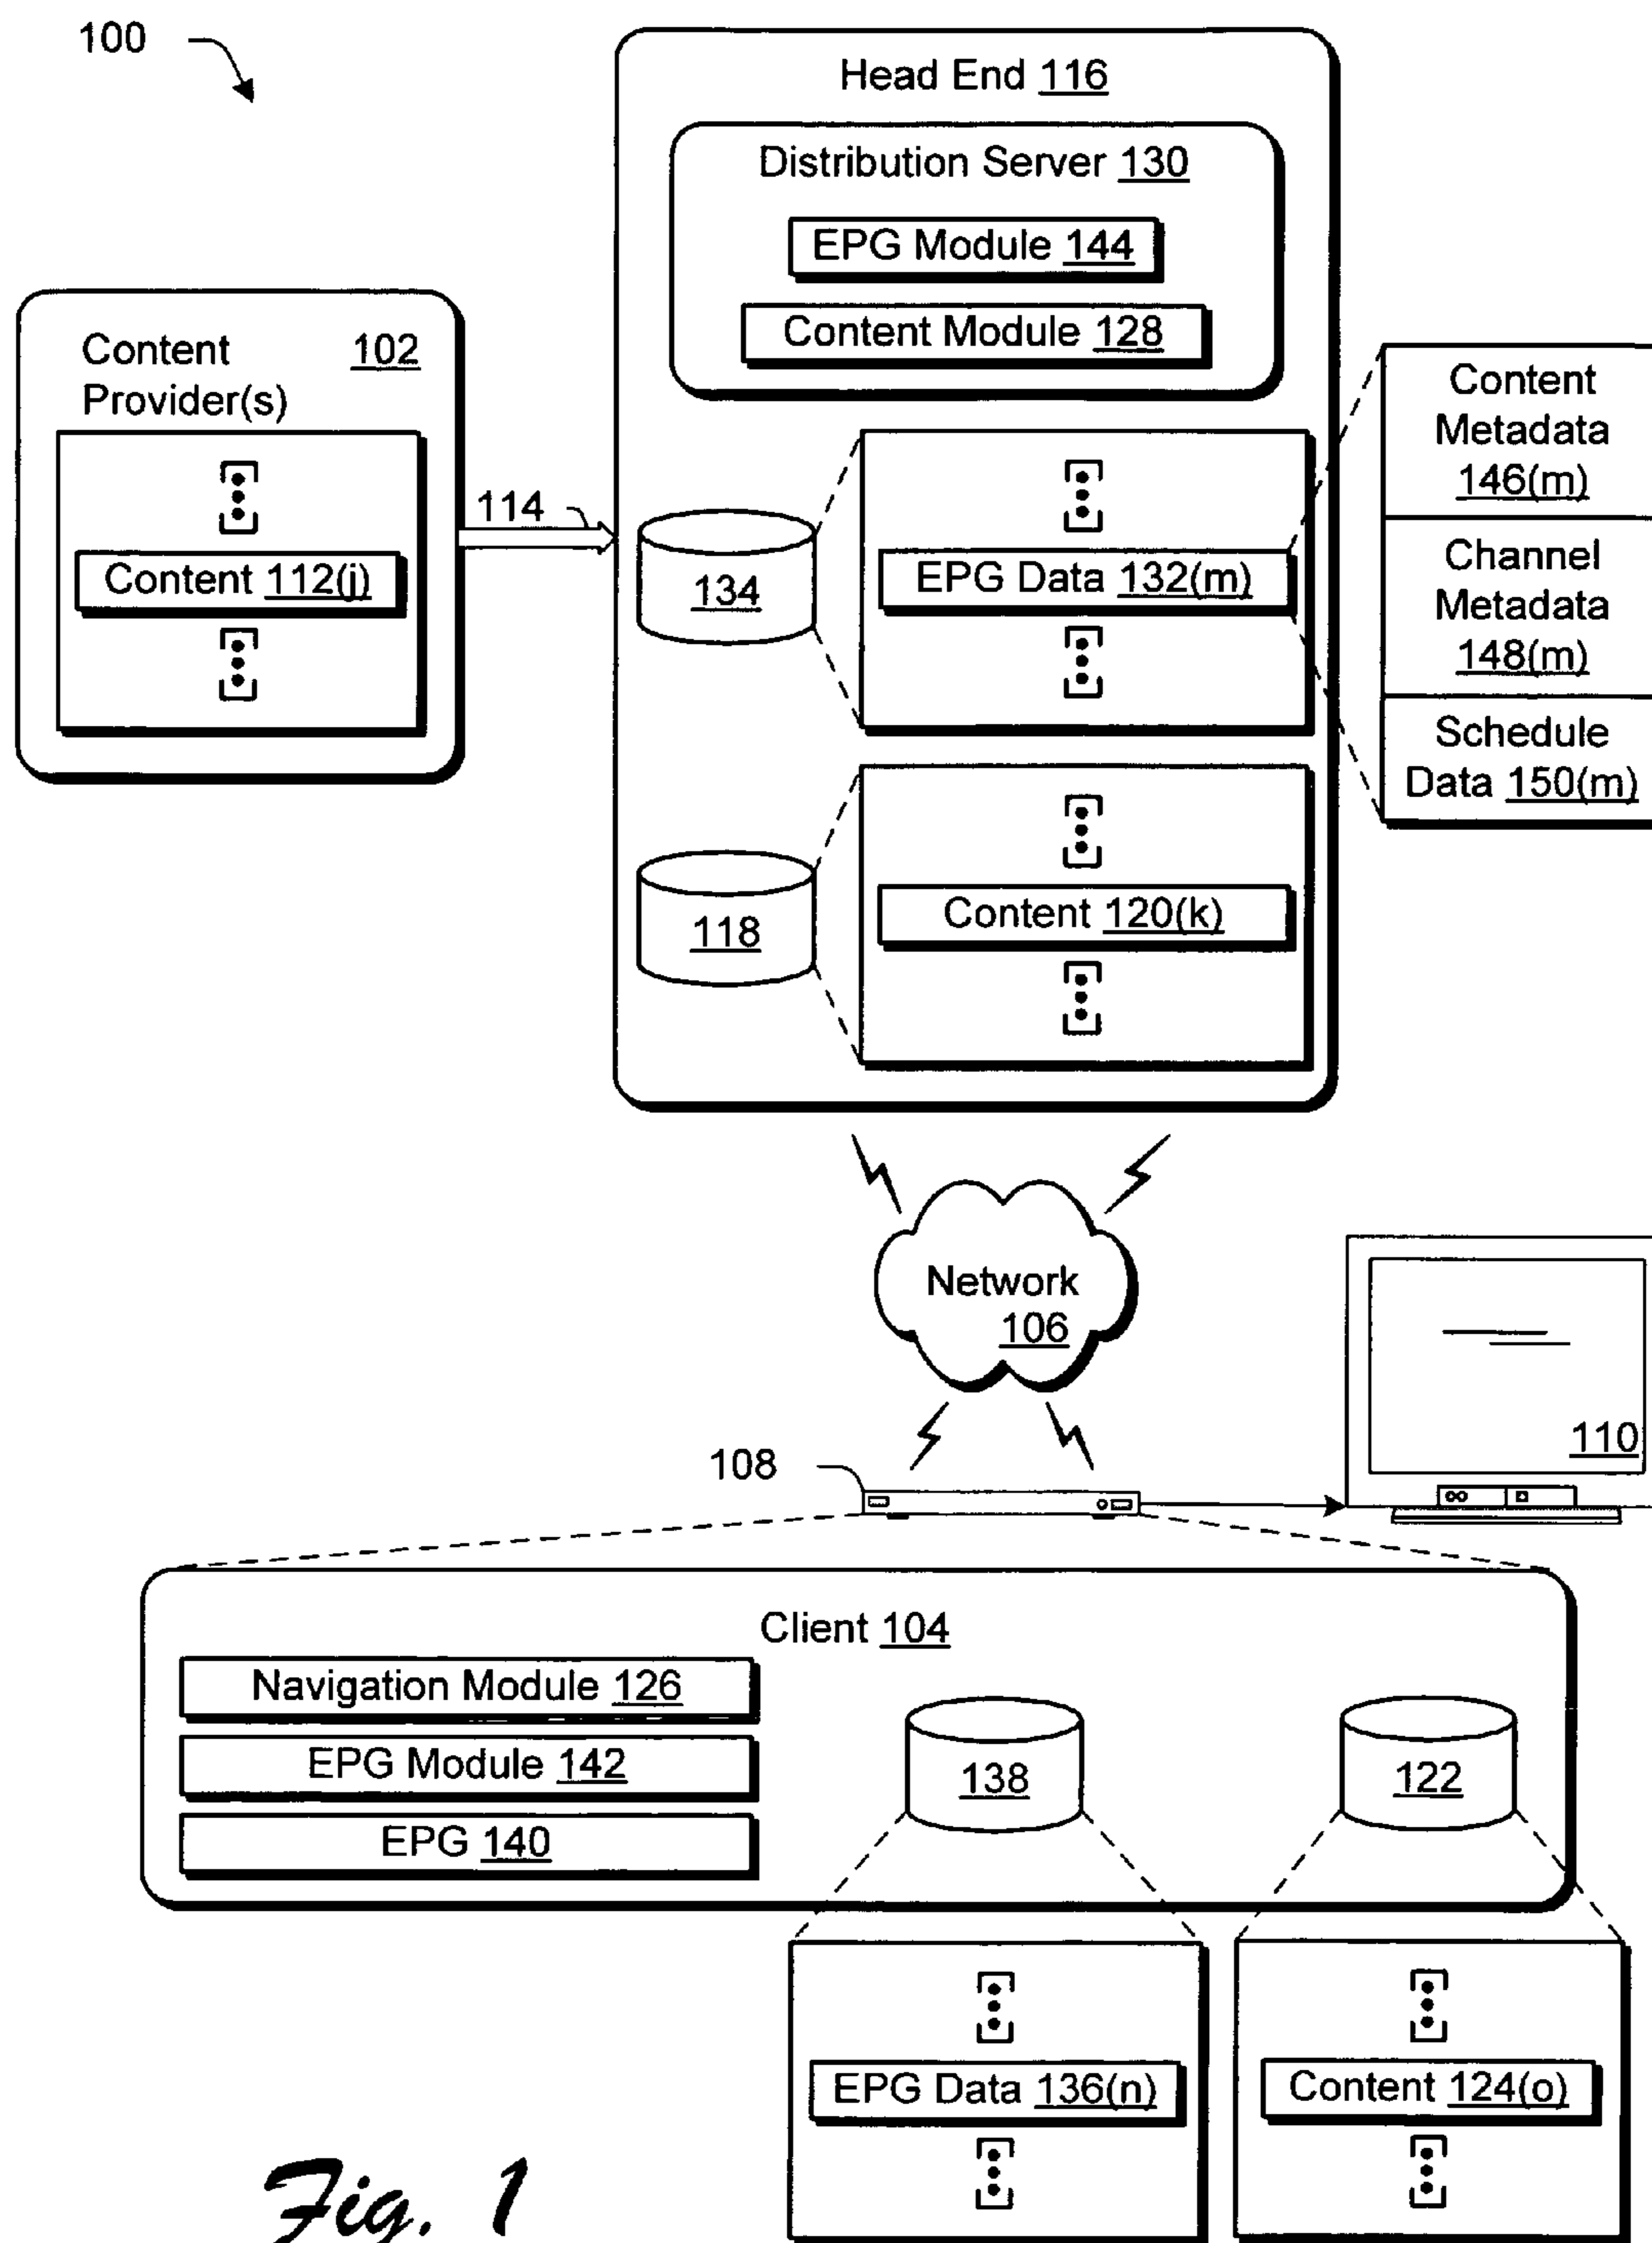 100
Head End 116
Distribution Server 130
EPG Module 144
Content Module 128
Content 102
Provider(s)
Content 112(j)
114
134
EPG Data 132(m)
Content
Metadata
146(m)
Channel
Metadata
148(m)
Schedule
Data 150(m)
118
Content 120(k)
Network
106
108
110
Client 104
Navigation Module 126
EPG Module 142
EPG 140
138
122
EPG Data 136(n)
Content 124(o)
Fig. 1